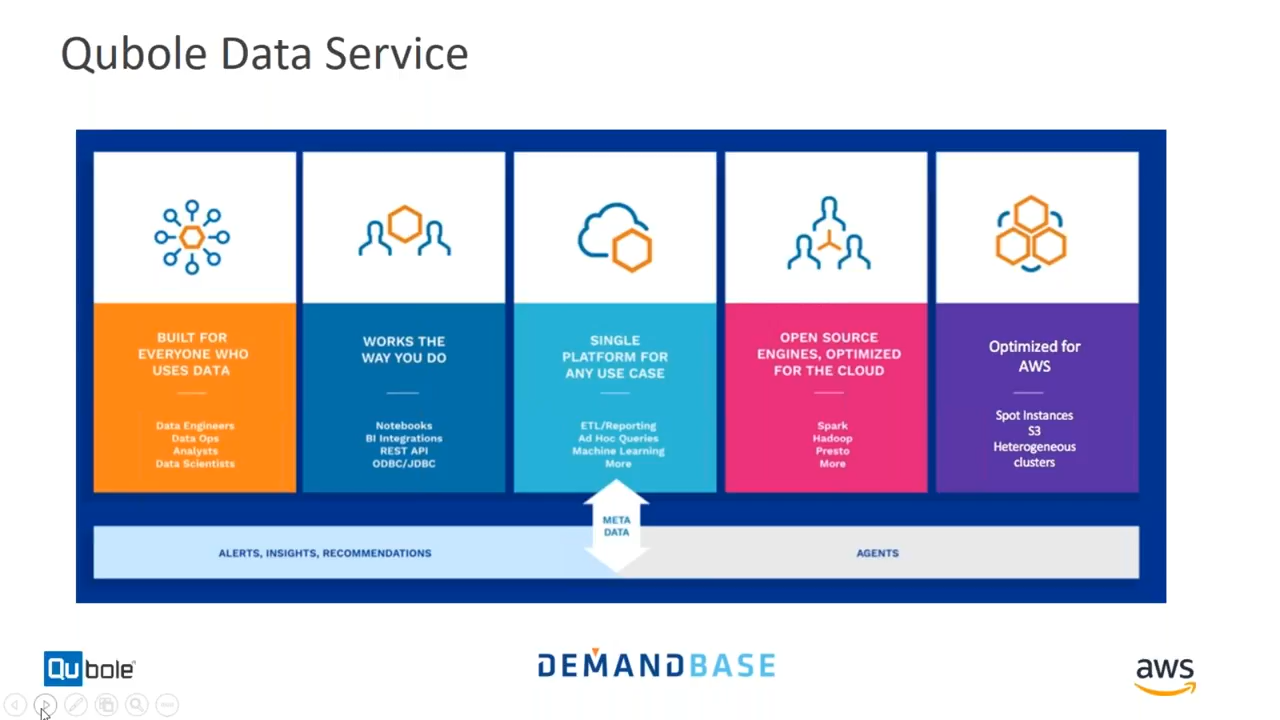 Qubole Data Service
BUILT FOR
EVERYONE WHO
USES DATA
Data Engineers
Data Ops
Analysts
Data Scientists
WORKS THE
WAY YOU DO
Notebooks
BI Integrations
REST API
ODBC/JDBC
SINGLE
PLATFORM FOR
ANY USE CASE
ETL/Reporting
Ad Hoc Queries
Machine Learning
More
OPEN SOURCE
ENGINES, OPTIMIZED
FOR THE CLOUD
Spark
Hadoop
Presto
More
Optimized for
AWS
Spot Instances
S3
Heterogeneous
clusters
META
DATA
ALERTS, INSIGHTS, RECOMMENDATIONS
AGENTS
Qubole
DEMANDBASE
aws